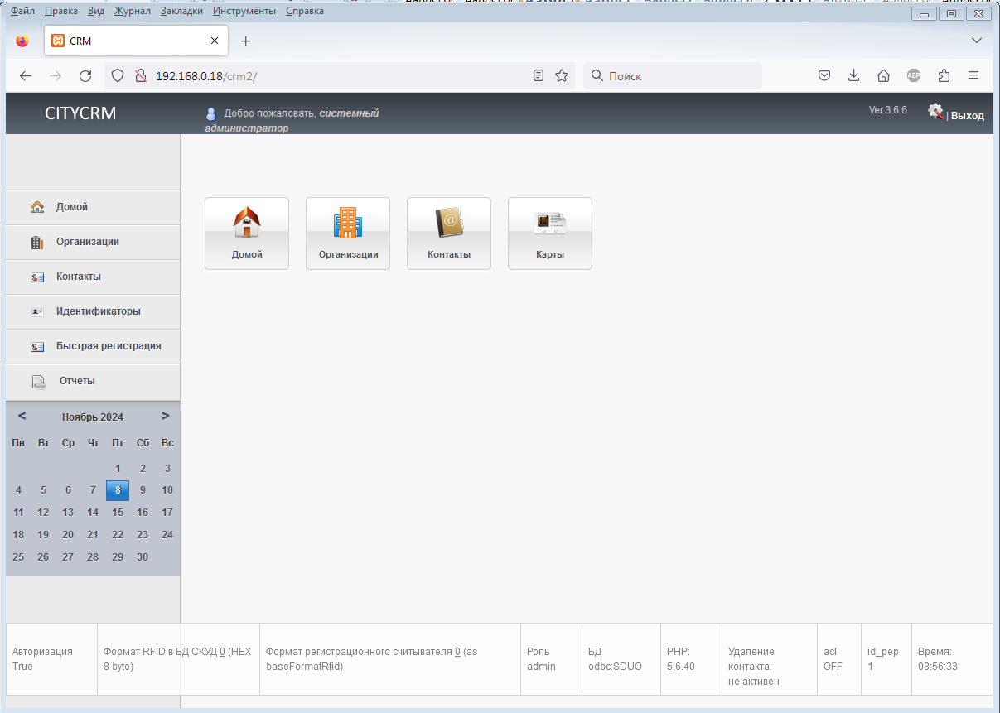 Файл Правка Вид Журнал Закладки Инструменты Справка
CRM
192.168.0.18/crm2/
Поиск
ABP
CITYCRM
Добро пожаловать, системный
администратор
Ver.3.6.6
| Выход
Домой
Организации
Контакты
Идентификаторы
Быстрая регистрация
Отчеты
Домой
Организации
Контакты
Карты
< Ноябрь 2024 >
Пн Вт Ср Чт Пт Сб Вс
1 2 3
4 5 6 7 8 9 10
11 12 13 14 15 16 17
18 19 20 21 22 23 24
25 26 27 28 29 30
Авторизация
True
Формат RFID в БД СКУД 0 (HEX
8 byte)
Формат регистрационного считывателя 0 (as
baseFormatRfid)
Роль
admin
БД
odbc:SDUO
PHP:
5.6.40
Удаление
контакта:
не активен
acl
OFF
id_pep
1
Время:
08:56:33